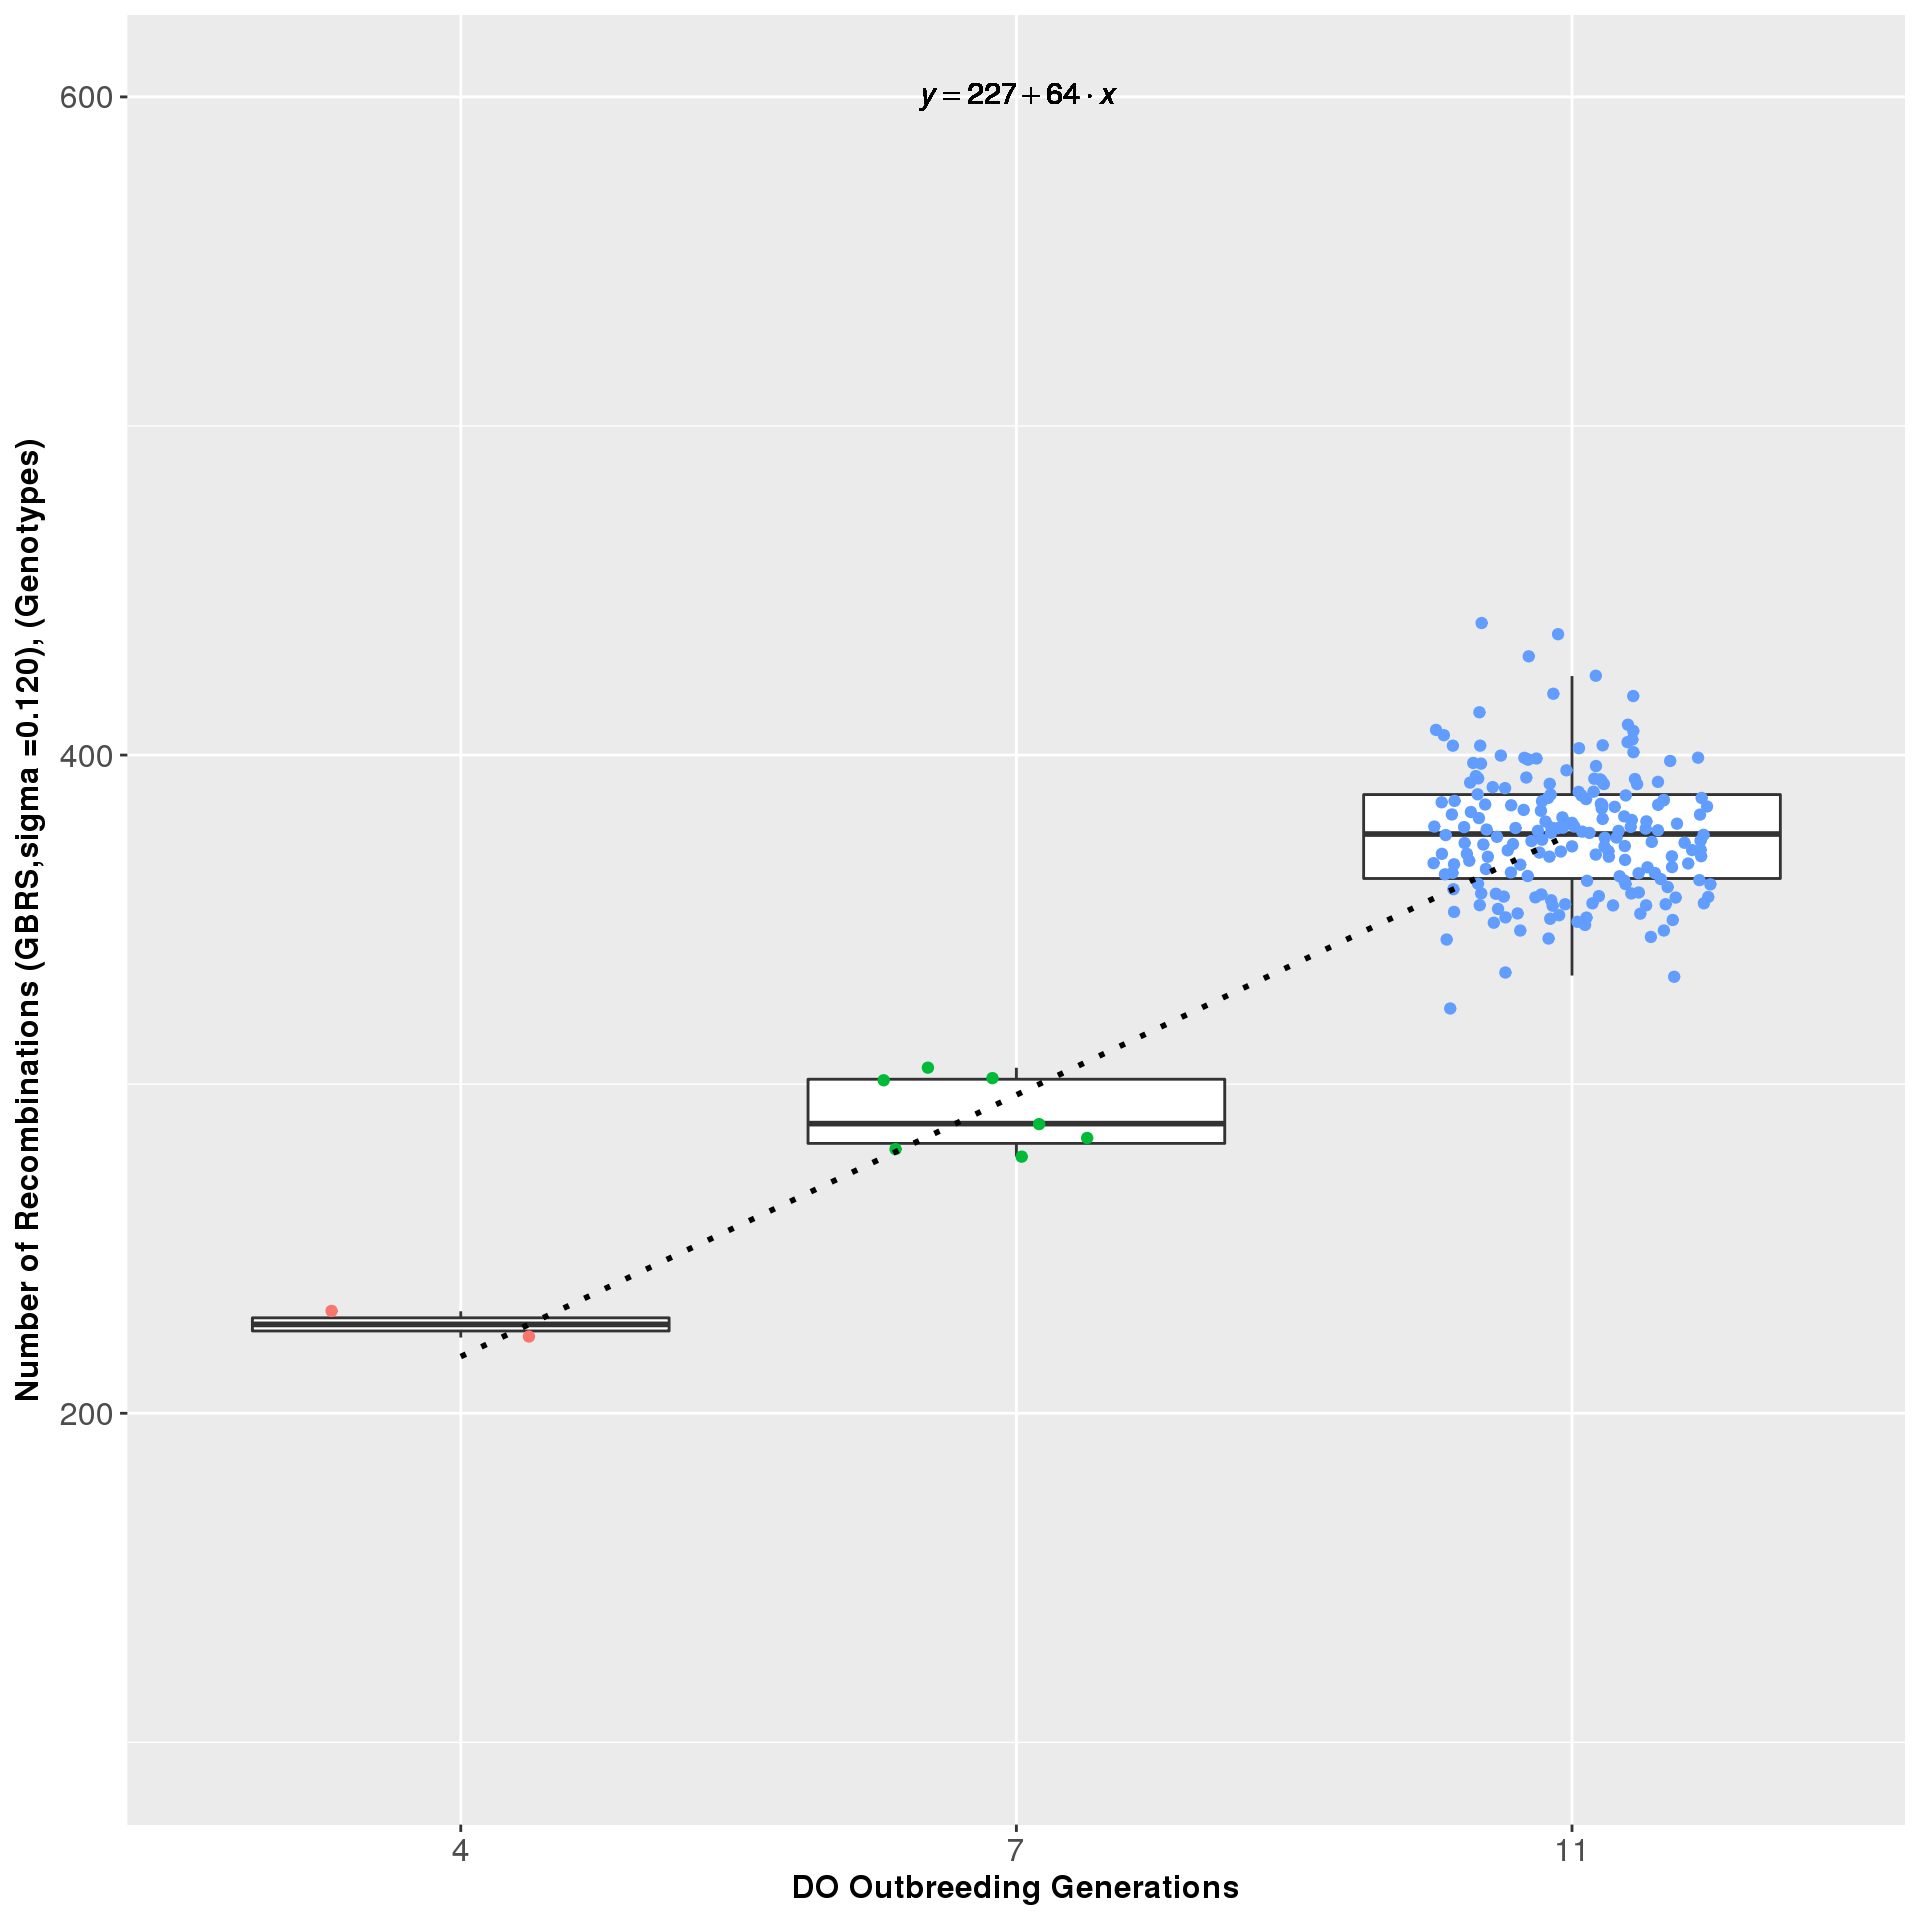 y = 227 + 64 · x
600
400
200
Number of Recombinations (GBRS,sigma =0.120), (Genotypes)
4 7 11
DO Outbreeding Generations